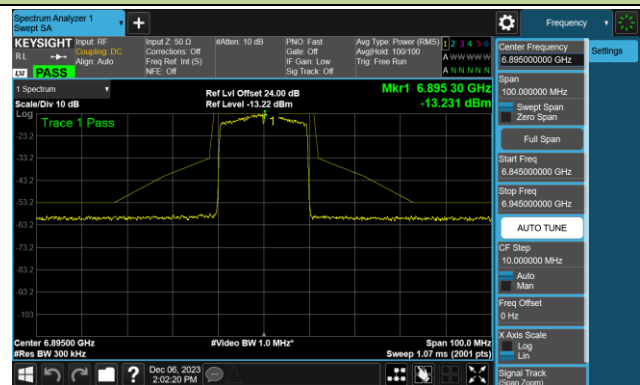 Spectrum Analyzer 1
Swept SA
Frequency
KEYSIGHT
R L
LXI
PASS
Input: RF
Coupling: DC
Align: Auto
Input Z: 50 Ω
Corrections: Off
Freq Ref: Int (S)
NFE: Off
#Atten: 10 dB
PNO: Fast
Gate: Off
IF Gain: Low
Sig Track: Off
Avg Type: Power (RMS)
Avg|Hold: 100/100
Trig: Free Run
1 2 3 4 5 6
A W W W W W
A N N N N N
1 Spectrum
Scale/Div 10 dB
Ref Lvl Offset 24.00 dB
Ref Level -13.22 dBm
Mkr1 6.895 30 GHz
-13.231 dBm
Log
Trace 1 Pass
1
-23.2
-33.2
-43.2
-53.2
-63.2
-73.2
-83.2
-93.2
-103
Center 6.89500 GHz
#Res BW 300 kHz
#Video BW 1.0 MHz*
Span 100.0 MHz
Sweep 1.07 ms (2001 pts)
Dec 06, 2023
2:02:20 PM
Settings
Center Frequency
6.895000000 GHz
Span
100.000000 MHz
Swept Span
Zero Span
Full Span
Start Freq
6.845000000 GHz
Stop Freq
6.945000000 GHz
AUTO TUNE
CF Step
10.000000 MHz
Auto
Man
Freq Offset
0 Hz
X Axis Scale
Log
Lin
Signal Track
(Span Zoom)